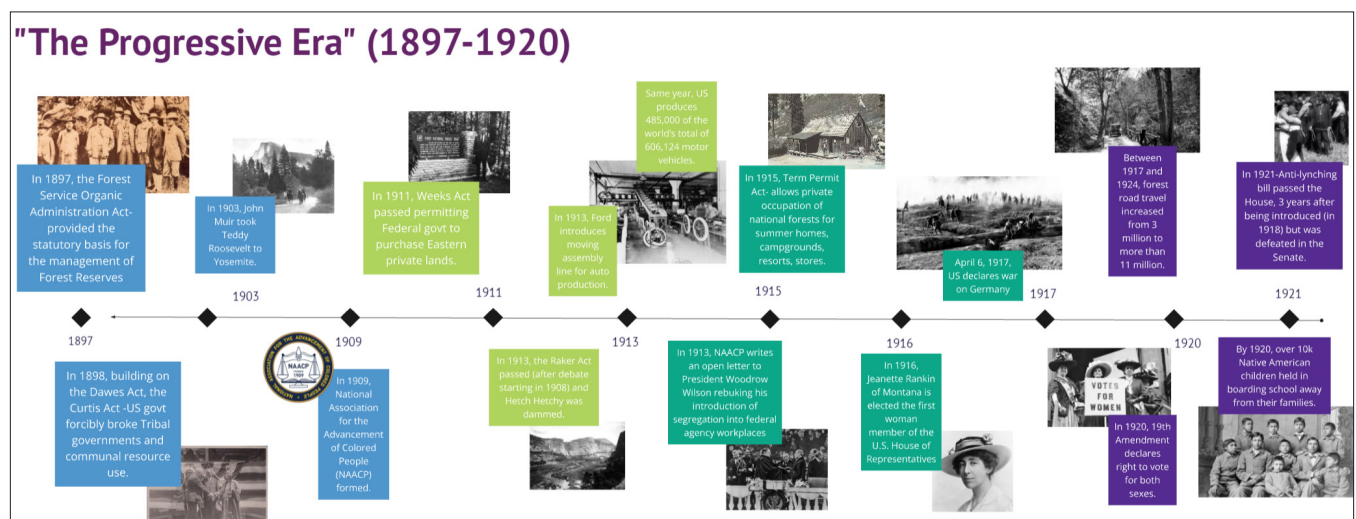 "The Progressive Era" (1897-1920)
In 1897, the Forest
Service Organic
Administration Act-
provided the
statutory basis for
the management of
Forest Reserves
In 1903, John
Muir took
Teddy
Roosevelt to
Yosemite.
In 1911, Weeks Act
passed permitting
Federal govt to
purchase Eastern
private lands.
In 1913, Ford
introduces
moving
assembly
line for auto
production.
Same year, US
produces
485,000 of the
world's total of
606,124 motor
vehicles.
In 1915, Term Permit
Act- allows private
occupation of
national forests for
summer homes,
campgrounds,
resorts, stores.
April 6, 1917,
US declares war
on Germany
Between
1917 and
1924, forest
road travel
increased
from 3
million to
more than
11 million.
In 1921-Anti-lynching
bill passed the
House, 3 years after
being introduced (in
1918) but was
defeated in the
Senate.
1903
1911
1915
1917
1921
1897
1909
1913
1916
1920
In 1898, building on
the Dawes Act, the
Curtis Act -US govt
forcibly broke Tribal
governments and
communal resource
use.
NATIONAL ASSOCIATION FOR THE ADVANCEMENT OF COLORED PEOPLE
NAACP
1909
In 1909,
National
Association
for the
Advancement
of Colored
People
(NAACP)
formed.
In 1913, the Raker Act
passed (after debate
starting in 1908) and
Hetch Hetchy was
dammed.
In 1913, NAACP writes
an open letter to
President Woodrow
Wilson rebuking his
introduction of
segregation into federal
agency workplaces
In 1916,
Jeanette Rankin
of Montana is
elected the first
woman
member of the
U.S. House of
Representatives
VOTES
FOR
WOMEN
In 1920, 19th
Amendment
declares
right to vote
for both
sexes.
By 1920, over 10k
Native American
children held in
boarding school away
from their families.